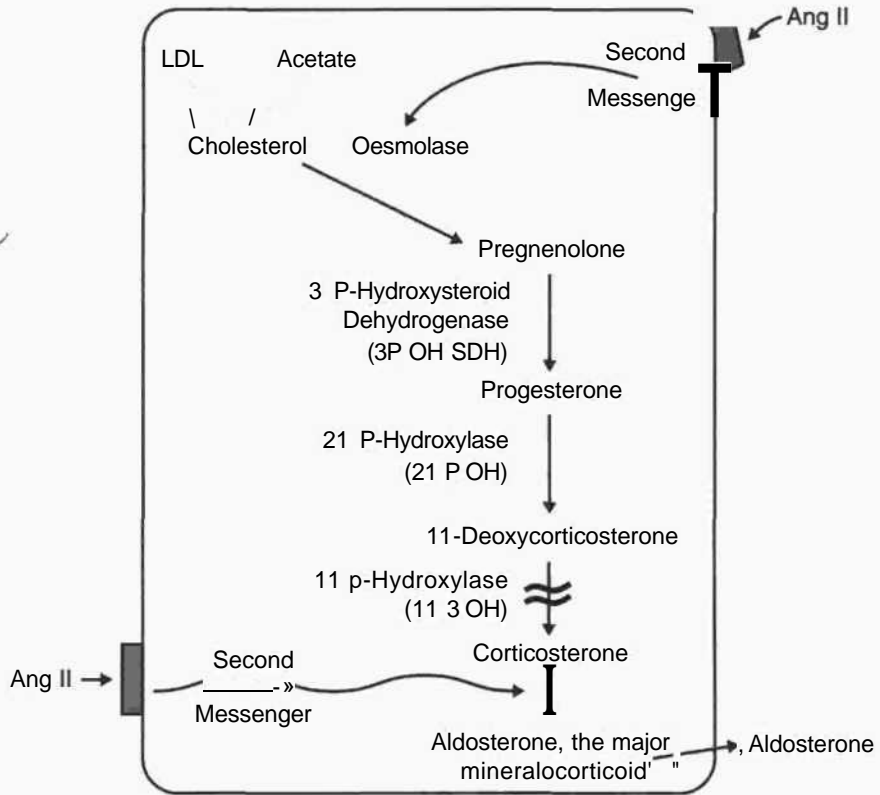 Ang II
LDL Acetate
Second
Messenge
\ /
Cholesterol Oesmolase
Pregnenolone
3 P-Hydroxysteroid
Dehydrogenase
(3P OH SDH)
Progesterone
21 P-Hydroxylase
(21 P OH)
11-Deoxycorticosterone
11 p-Hydroxylase
(11 3 OH)
Corticosterone
Ang II
Second
- »
Messenger
Aldosterone, the major
mineralocorticoid' "
, Aldosterone